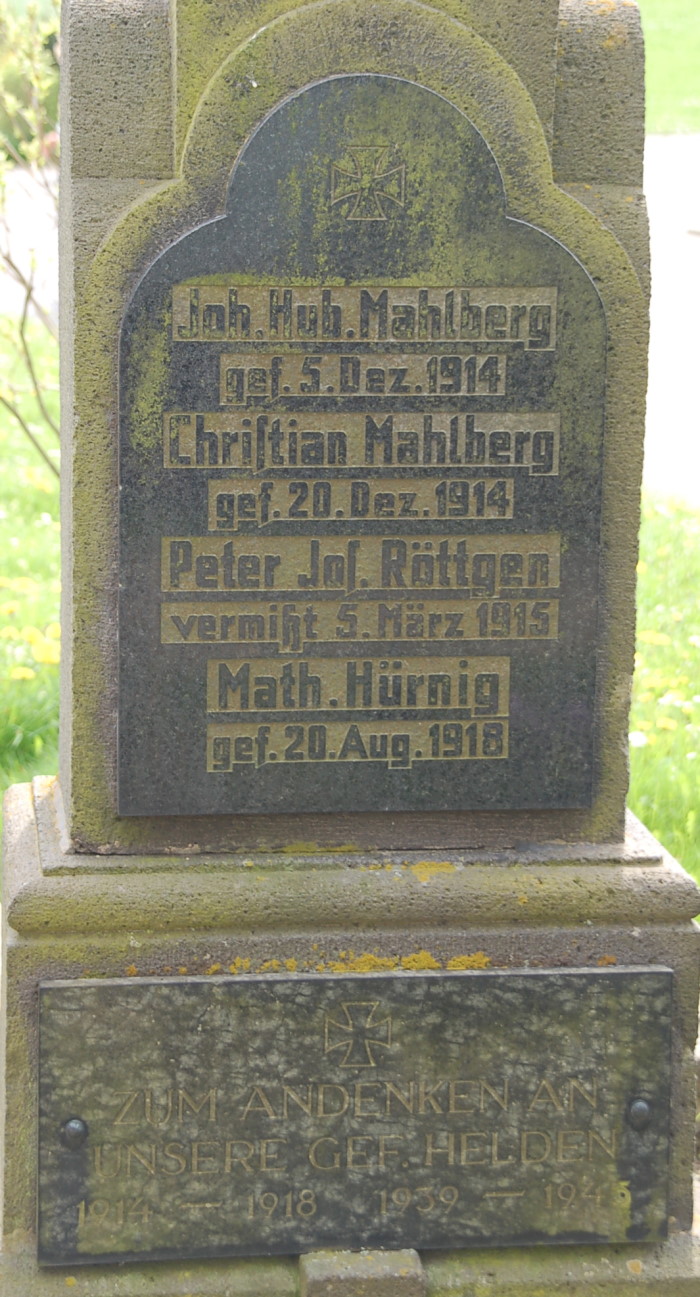 Joh. Hub. Mahlberg
gef. 5. Dez. 1914
Chriſtian Mahlberg
gef. 20. Dez. 1914
Peter Joſ. Röttgen
vermißt 5. März 1915
Math. Hürnig
gef. 20. Aug. 1918
ZUM ANDENKEN AN
UNSERE GEF. HELDEN
1914 — 1918 1939 — 1945